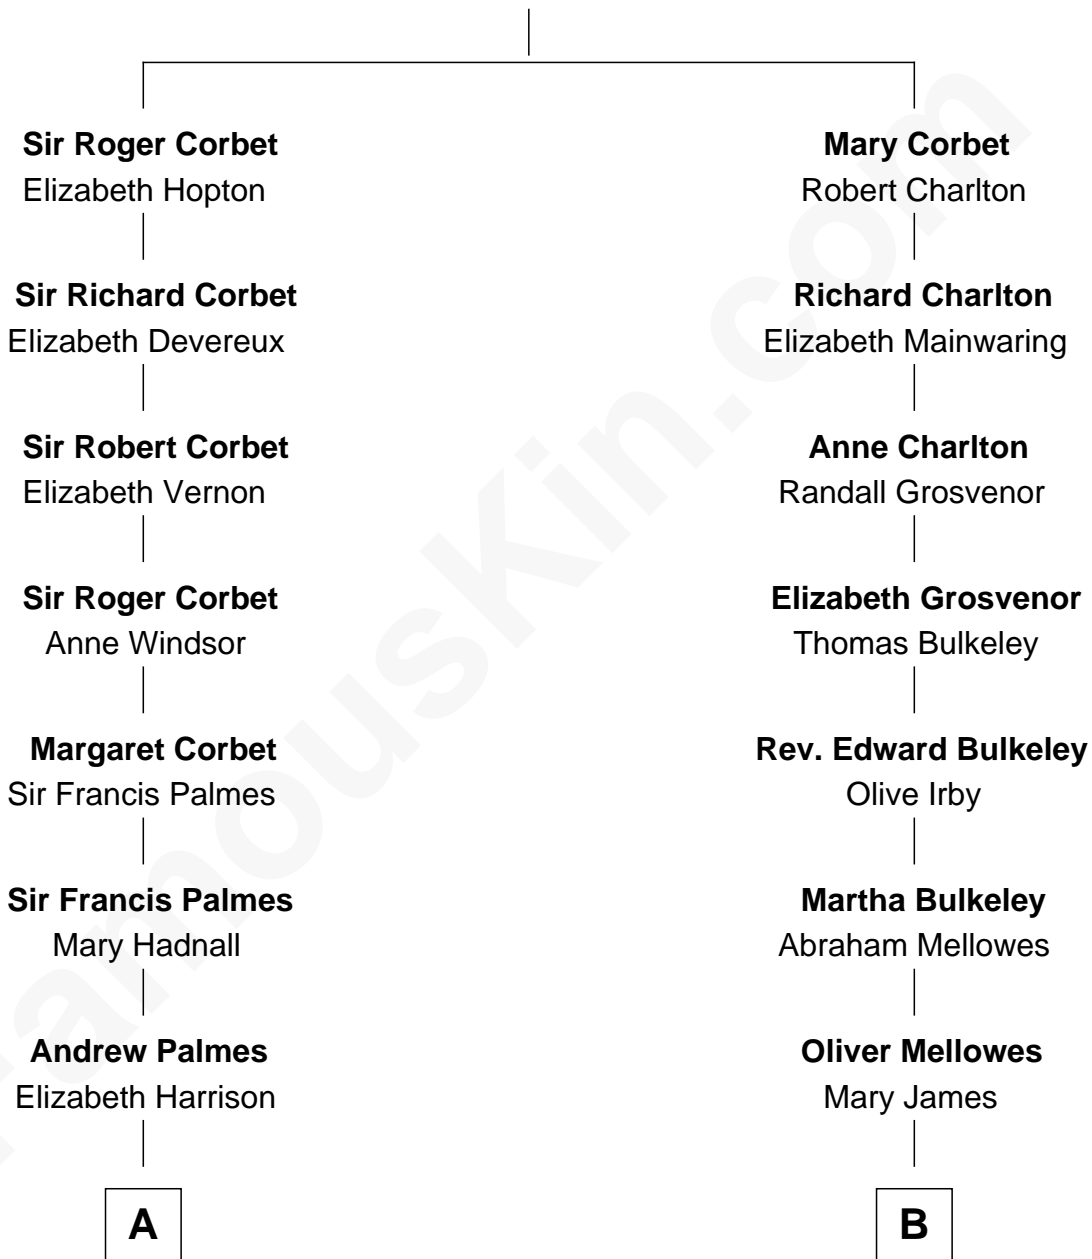 Sir Roger Corbet
Elizabeth Hopton
Mary Corbet
Robert Charlton
Sir Richard Corbet
Elizabeth Devereux
Richard Charlton
Elizabeth Mainwaring
Sir Robert Corbet
Elizabeth Vernon
Anne Charlton
Randall Grosvenor
Sir Roger Corbet
Anne Windsor
Elizabeth Grosvenor
Thomas Bulkeley
Margaret Corbet
Sir Francis Palmes
Rev. Edward Bulkeley
Olive Irby
Sir Francis Palmes
Mary Hadnall
Martha Bulkeley
Abraham Mellowes
Andrew Palmes
Elizabeth Harrison
Oliver Mellowes
Mary James
A
B
FamousKin.com